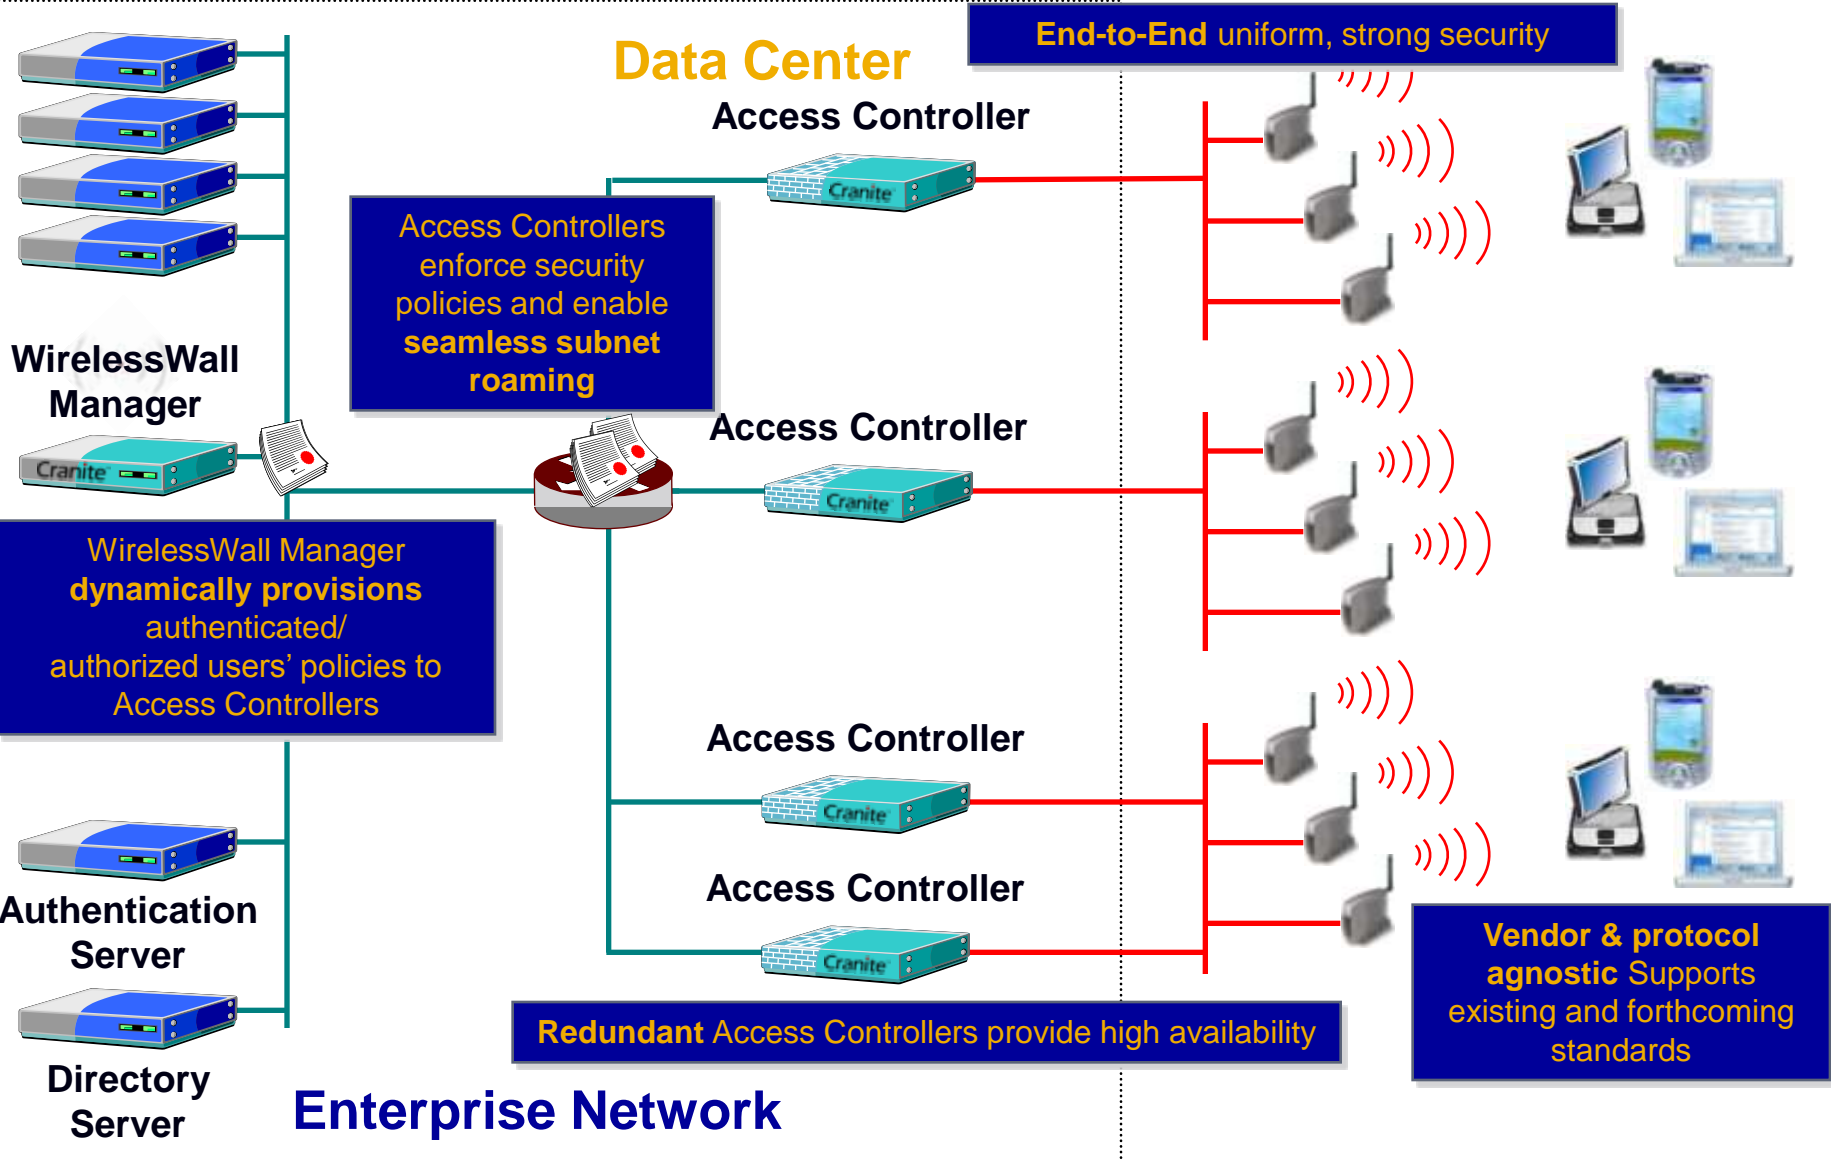 End-to-End uniform, strong security
Data Center
Access Controller
Cranite
Access Controllers
enforce security
policies and enable
seamless subnet
roaming
WirelessWall
Manager
Cranite
Access Controller
Cranite
WirelessWall Manager
dynamically provisions
authenticated/
authorized users’ policies to
Access Controllers
Access Controller
Cranite
Access Controller
Cranite
Authentication
Server
Vendor & protocol
agnostic Supports
existing and forthcoming
standards
Redundant Access Controllers provide high availability
Directory
Server
Enterprise Network